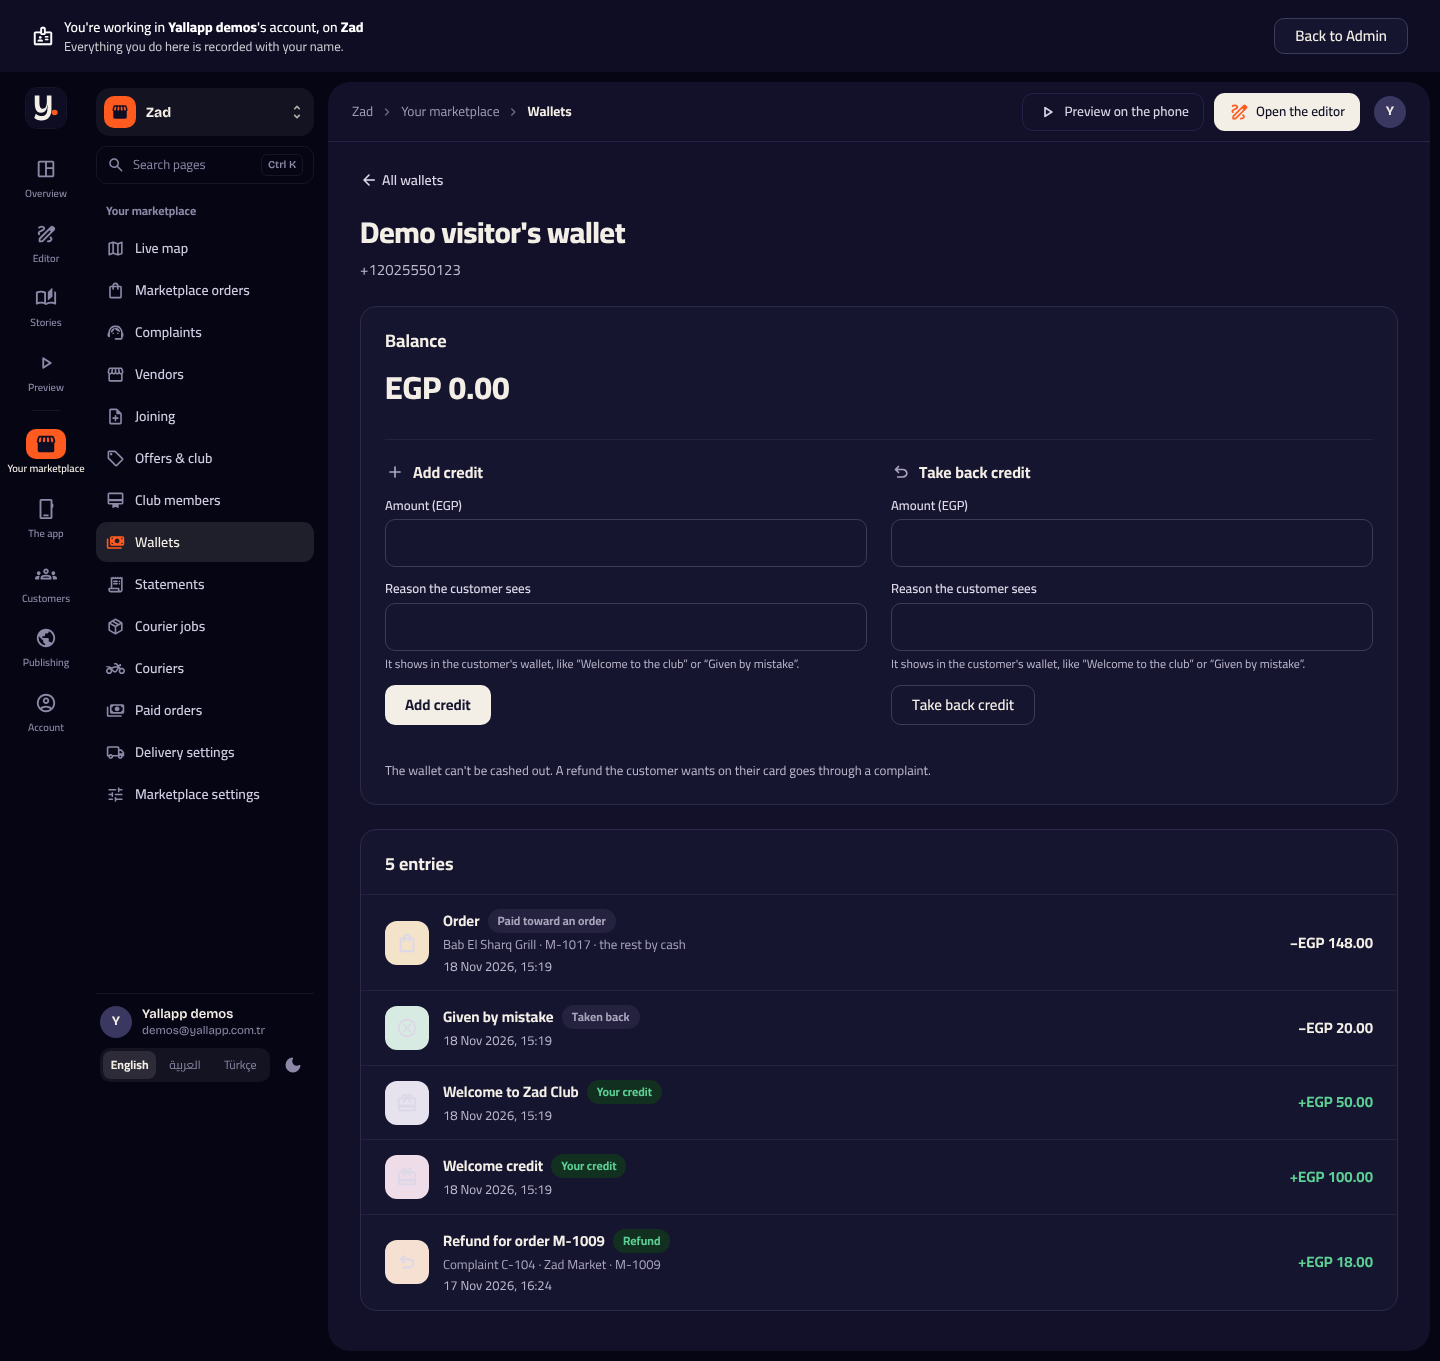 You're working in Yallapp demos's account, on Zad
Everything you do here is recorded with your name.
Back to Admin
y.
Overview
Editor
Stories
Preview
Your marketplace
The app
Customers
Publishing
Account
Zad
Search pages
Ctrl K
Your marketplace
Live map
Marketplace orders
Complaints
Vendors
Joining
Offers & club
Club members
Wallets
Statements
Courier jobs
Couriers
Paid orders
Delivery settings
Marketplace settings
Y
Yallapp demos
demos@yallapp.com.tr
English
العربية
Türkçe
Zad > Your marketplace > Wallets
Preview on the phone
Open the editor
Y
All wallets
Demo visitor's wallet
+12025550123
Balance
EGP 0.00
Add credit
Amount (EGP)
Reason the customer sees
It shows in the customer's wallet, like “Welcome to the club” or “Given by mistake”.
Add credit
Take back credit
Amount (EGP)
Reason the customer sees
It shows in the customer's wallet, like “Welcome to the club” or “Given by mistake”.
Take back credit
The wallet can't be cashed out. A refund the customer wants on their card goes through a complaint.
5 entries
Order Paid toward an order
Bab El Sharq Grill · M-1017 · the rest by cash
18 Nov 2026, 15:19
−EGP 148.00
Given by mistake Taken back
18 Nov 2026, 15:19
−EGP 20.00
Welcome to Zad Club Your credit
18 Nov 2026, 15:19
+EGP 50.00
Welcome credit Your credit
18 Nov 2026, 15:19
+EGP 100.00
Refund for order M-1009 Refund
Complaint C-104 · Zad Market · M-1009
17 Nov 2026, 16:24
+EGP 18.00